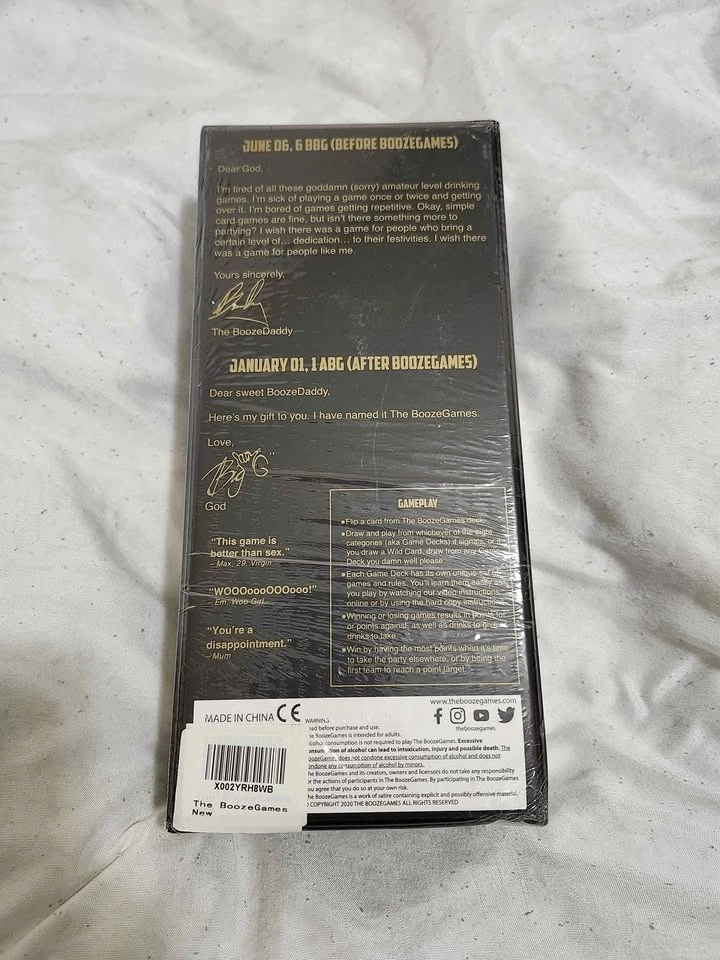 JUNE 06, 6 BBG (BEFORE BOOZEGAMES)
Dear God,
I'm tired of all these goddamn (sorry) amateur level drinking
games. I'm sick of playing a game once or twice and getting
over it. I'm bored of games getting repetitive. Okay, simple
card games are fine, but isn't there something more to
partying? I wish there was a game for people who bring a
certain level of... dedication... to their festivities. I wish there
was a game for people like me.
Yours sincerely,
The BoozeDaddy
JANUARY 01, 1 ABG (AFTER BOOZEGAMES)
Dear sweet BoozeDaddy,
Here's my gift to you. I have named it The BoozeGames.
Love,
Big G
God
"This game is
better than sex."
– Max, 29, Virgin
"WOOOoooOOOooo!"
– Em, Woo Girl
"You're a
disappointment."
– Mum
GAMEPLAY
•Flip a card from The BoozeGames deck.
•Draw and play from whichever of the eight
categories (aka Game Decks) it signals, or if
you draw a Wild Card, draw from any Game
Deck you damn well please.
•Each Game Deck has its own unique set of
games and rules. You'll learn them easily as
you play by watching our video instructions
online or by using the hard copy instructions.
•Winning or losing games results in points for
or points against, as well as drinks to give or
drinks to take.
•Win by having the most points when it's time
to take the party elsewhere, or by being the
first team to reach a point target.
www.theboozegames.com
theboozegames
MADE IN CHINA CE
WARNING
ead before purchase and use:
he BoozeGames is intended for adults.
lcohol consumption is not required to play The BoozeGames. Excessive
onsumption of alcohol can lead to intoxication, injury and possible death. The
oozeGames does not condone excessive consumption of alcohol and does not
ondone any consumption of alcohol by minors.
he BoozeGames and its creators, owners and licensors do not take any responsibility
or the actions of participants in The BoozeGames. By participating in The BoozeGames
ou agree that you do so at your own risk.
he BoozeGames is a work of satire containing explicit and possibly offensive material.
COPYRIGHT 2020 THE BOOZEGAMES ALL RIGHTS RESERVED
X002YRH8WB
The BoozeGames
New